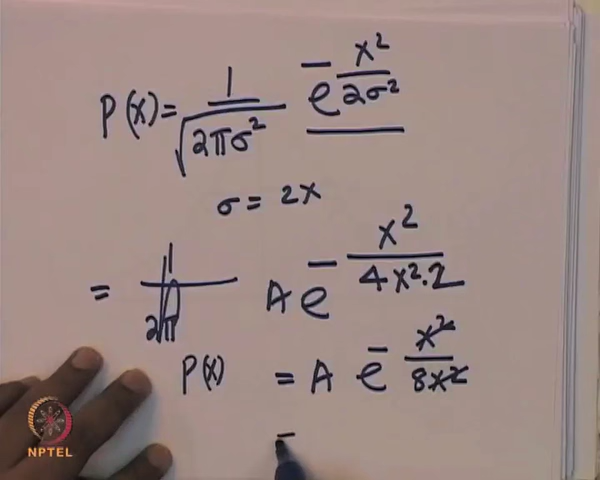 P(x) = 1/√(2πσ²) e^(-x²/2σ²)
σ = 2x
= 1/2π A e^(-x²/4x²·2)
P(x) = A e^(-x²/8x²)
=
NPTEL